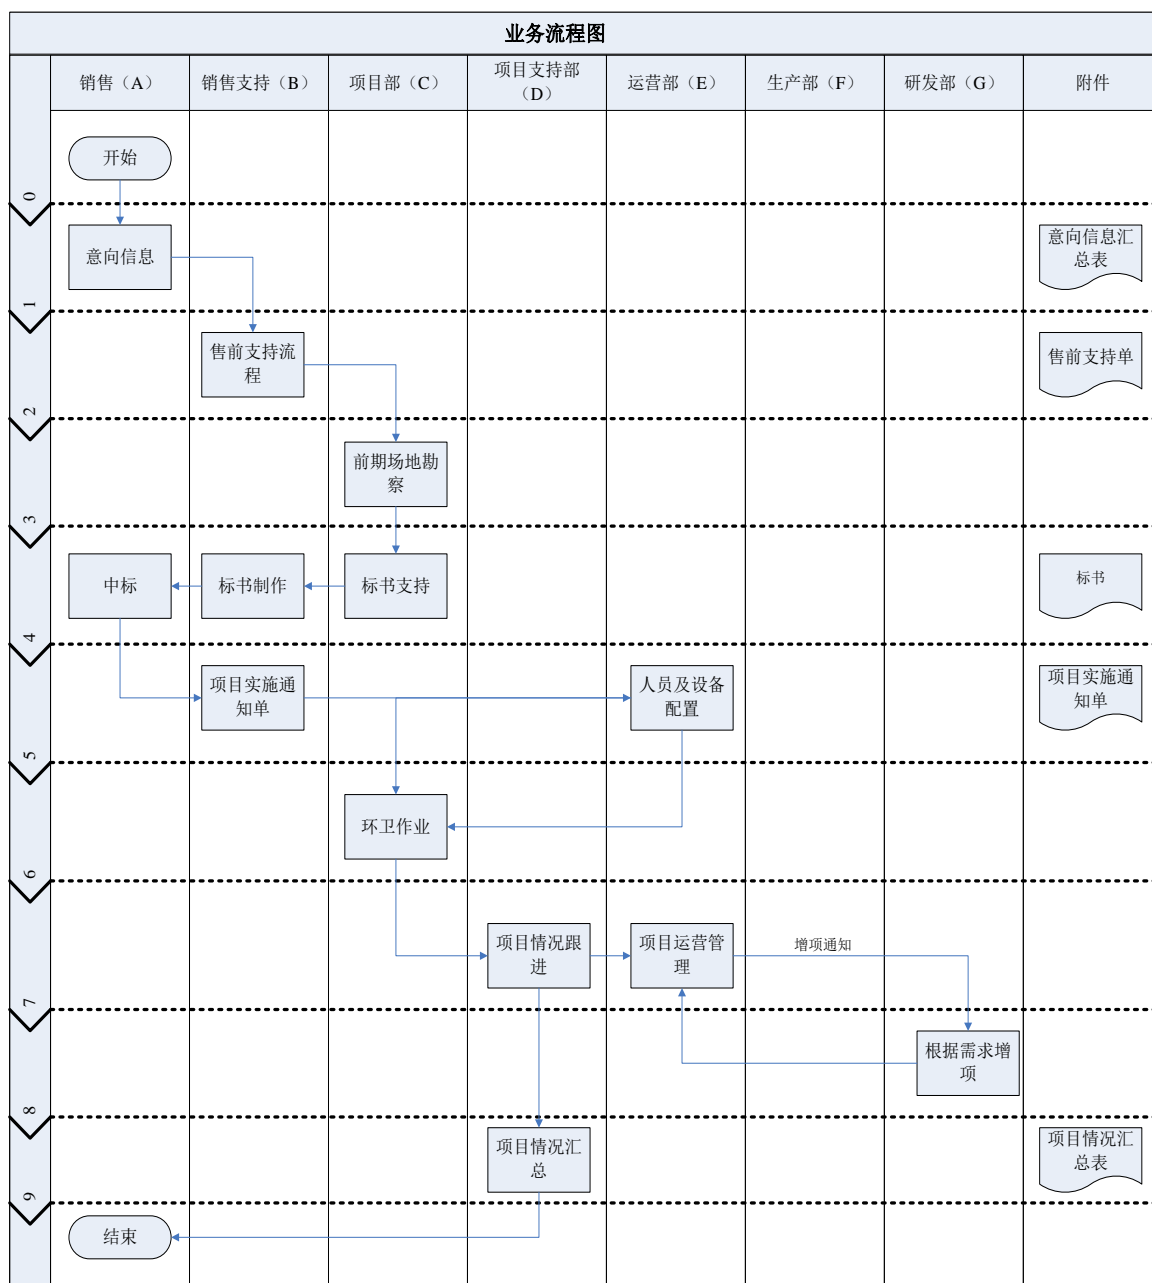 业务流程图
销售（A）
销售支持（B）
项目部（C）
项目支持部
（D）
运营部（E）
生产部（F）
研发部（G）
附件
开始
0
意向信息
意向信息汇
总表
1
售前支持流
程
售前支持单
2
前期场地勘
察
3
中标
标书制作
标书支持
标书
4
项目实施通
知单
人员及设备
配置
项目实施通
知单
5
环卫作业
6
项目情况跟
进
项目运营管
理
增项通知
7
根据需求增
项
8
项目情况汇
总
项目情况汇
总表
9
结束